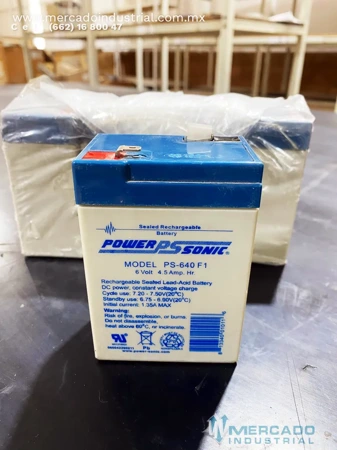 www.mercadoindustrial.com.mx
(662) 16 800 47
Sealed Rechargeable
Battery
POWER PS SONIC
MODEL PS-640 F1
6 Volt 4.5 Amp. Hr.
Rechargeable Sealed Lead-Acid Battery
DC power, constant voltage charge
Cycle use: 7.20 - 7.50V(20°C)
Standby use: 6.75 - 6.90V(20°C)
Initial current: 1.35A MAX
Warning:
Risk of fire, explosion, or burns.
Do not disassemble,
heat above 60°C, or incinerate.
Pb
www.power-sonic.com
MERCADO
INDUSTRIAL